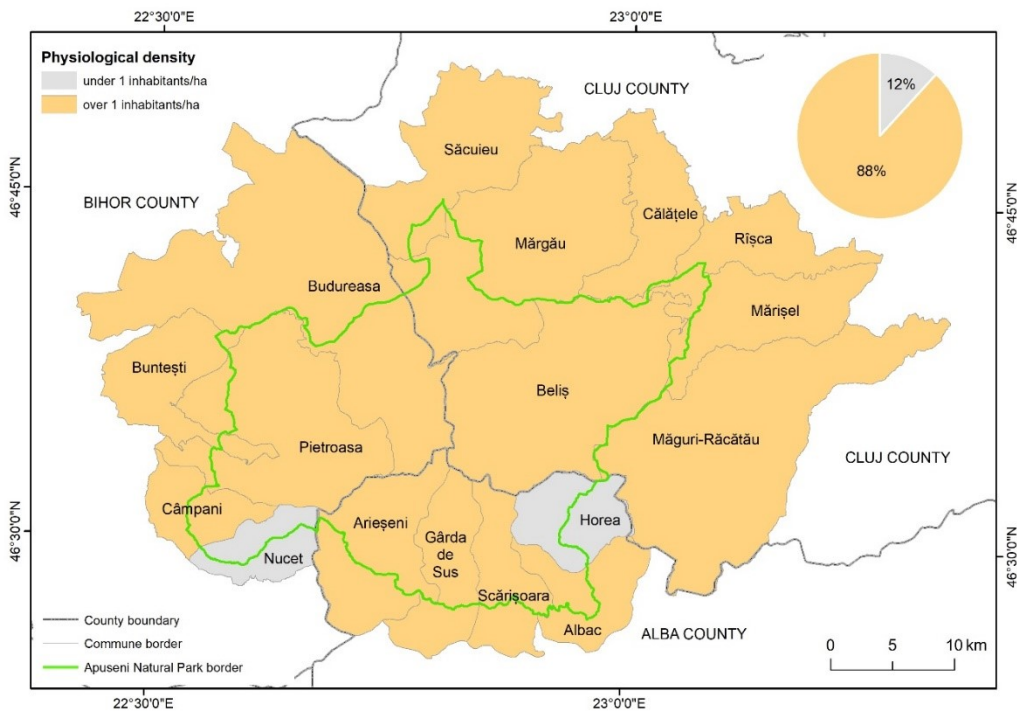 22°30'0"E
23°0'0"E
Physiological density
under 1 inhabitants/ha
over 1 inhabitants/ha
CLUJ COUNTY
12%
88%
46°45'0"N
46°45'0"N
BIHOR COUNTY
Săcuieu
Mărgău
Călățele
Rîșca
Budureasa
Mărișel
Buntești
Beliș
Pietroasa
Măguri-Răcătău
CLUJ COUNTY
Câmpani
Arieșeni
Horea
46°30'0"N
46°30'0"N
Nucet
Gârda
de
Sus
Scărișoara
Albac
ALBA COUNTY
County boundary
Commune border
Apuseni Natural Park border
0 5 10 km
22°30'0"E
23°0'0"E